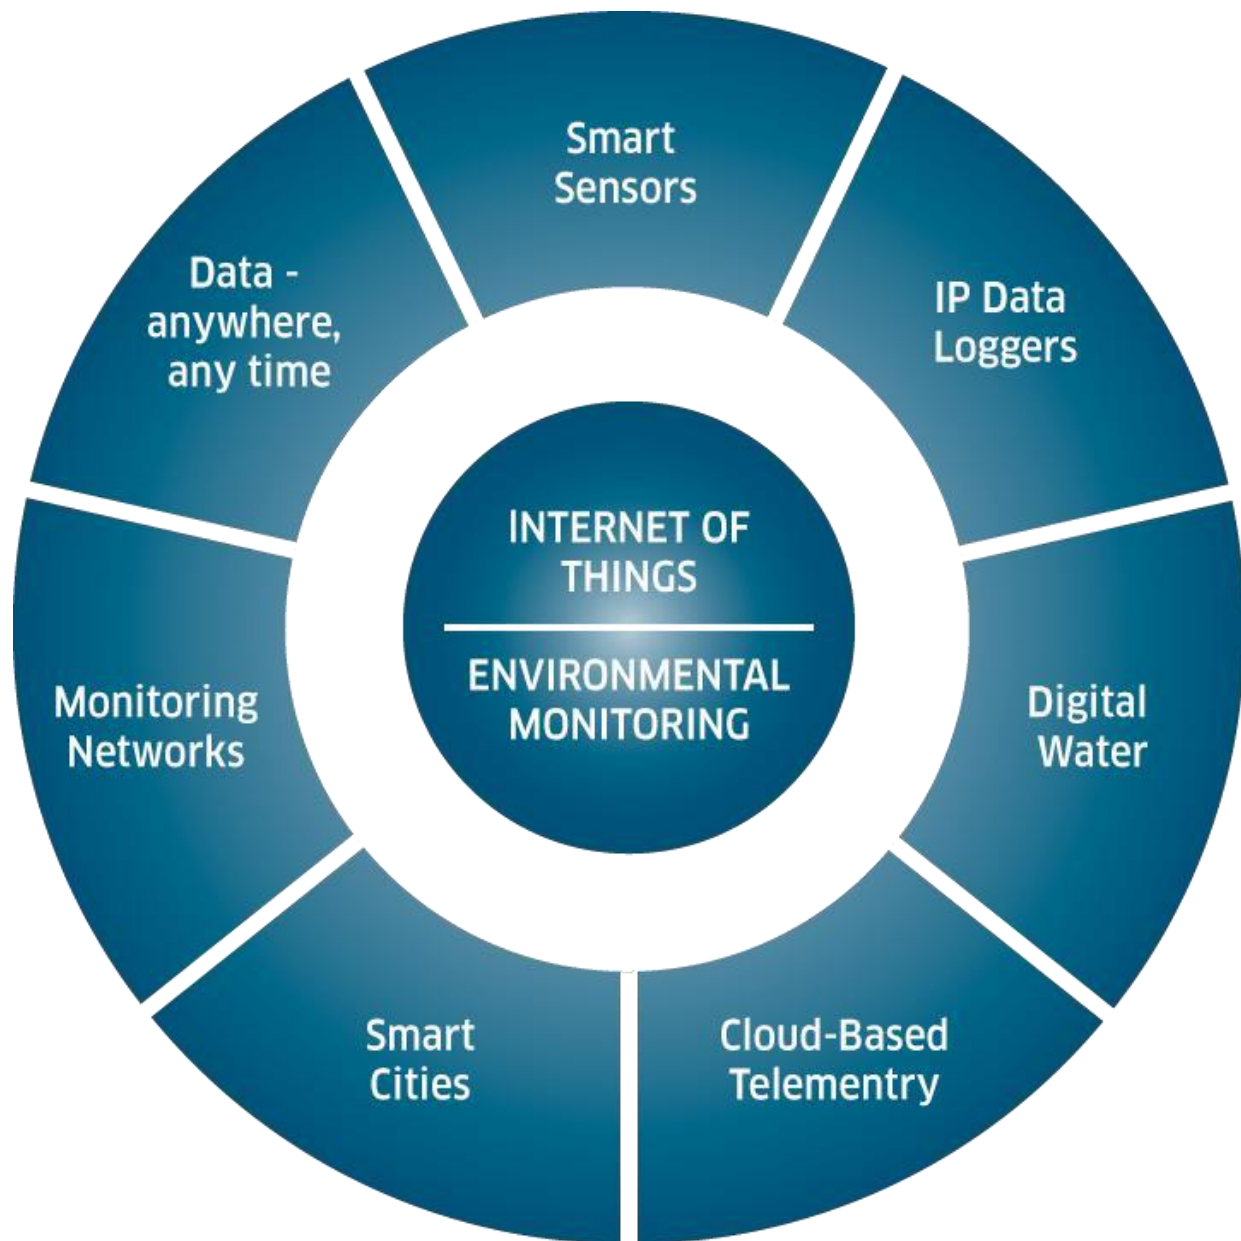 Smart
Sensors
IP Data
Loggers
Digital
Water
Cloud-Based
Telementry
Smart
Cities
Monitoring
Networks
Data -
anywhere,
any time
INTERNET OF
THINGS
ENVIRONMENTAL
MONITORING